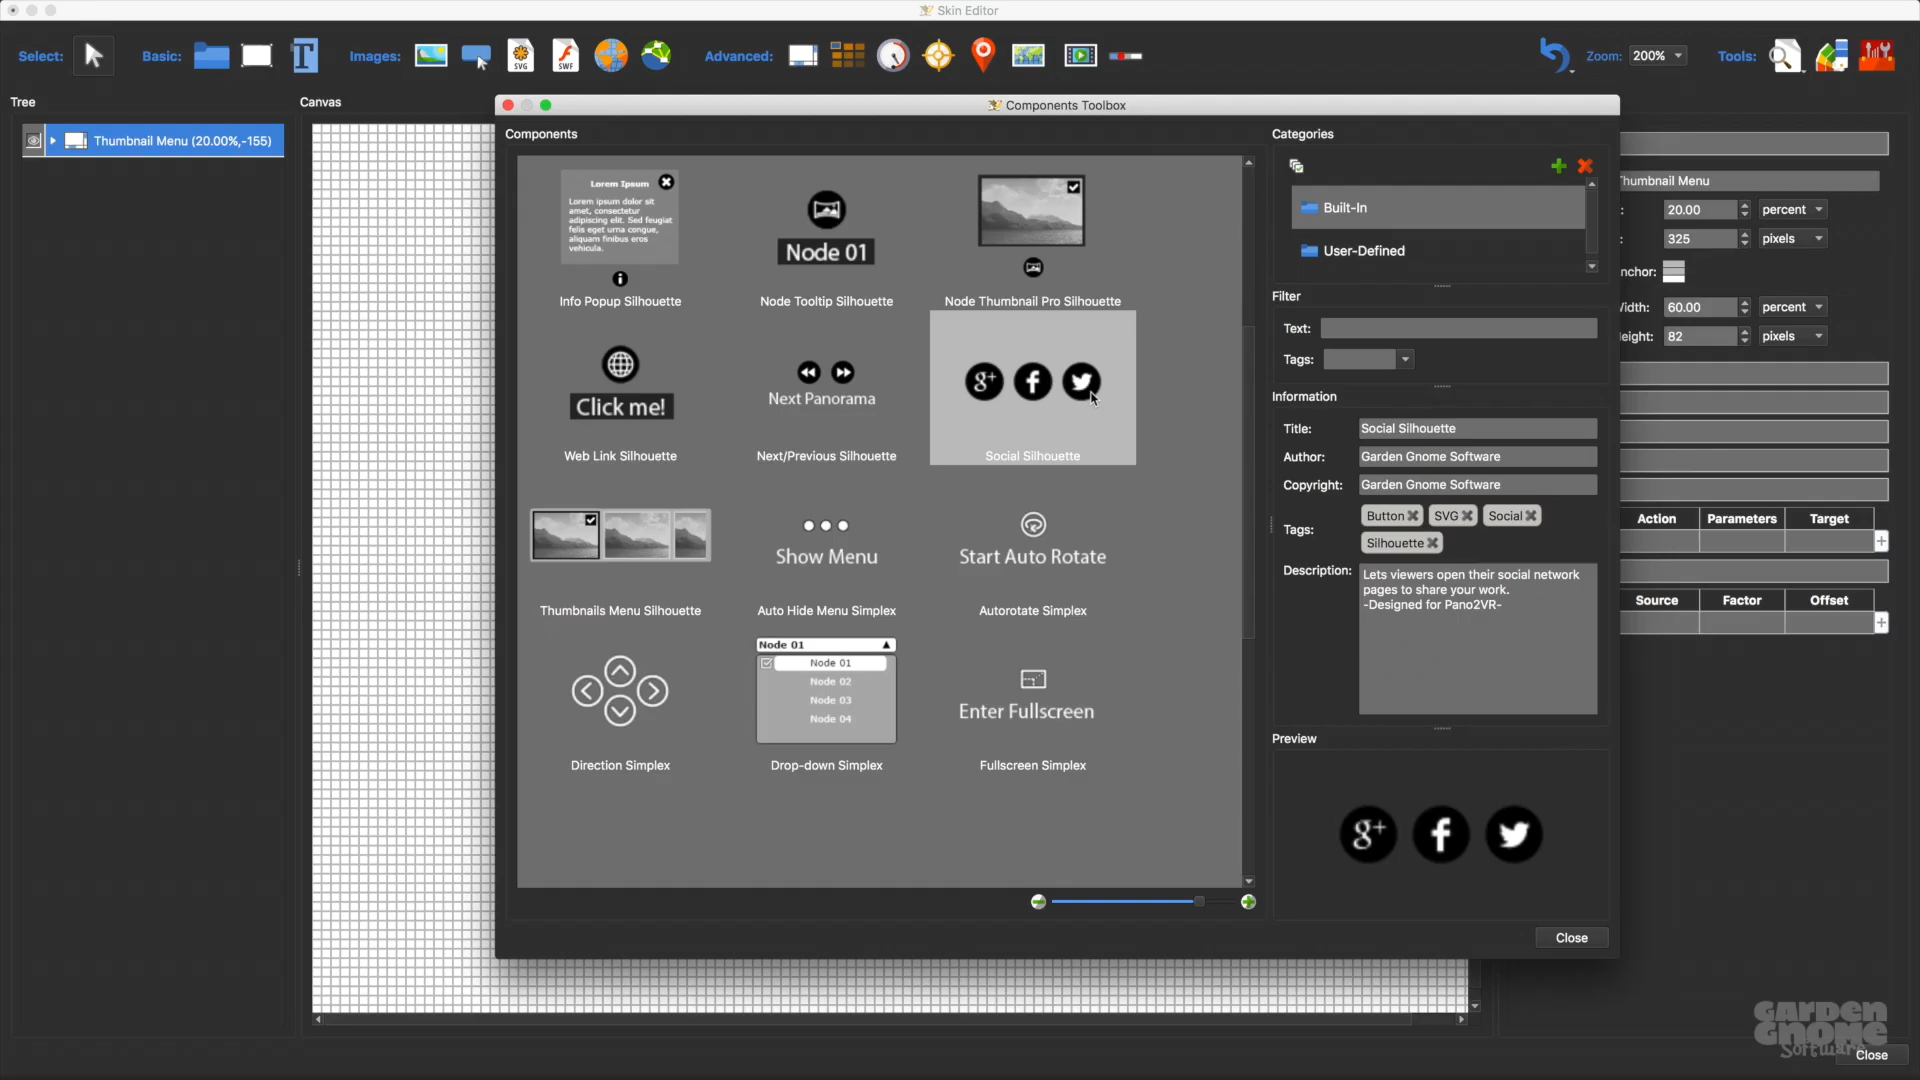 Skin Editor
Select:
Basic:
T
Images:
SVG
SWF
Advanced:
Zoom:
200%
Tools:
Tree
Canvas
Thumbnail Menu (20.00%,-155)
Components Toolbox
Components
Lorem Ipsum
Lorem ipsum dolor sit
amet, consectetur
adipiscing elit. Sed feugiat
felis eget urna congue,
aliquam finibus eros
vehicula.
Info Popup Silhouette
Node 01
Node Tooltip Silhouette
Node Thumbnail Pro Silhouette
Click me!
Web Link Silhouette
Next Panorama
Next/Previous Silhouette
g+ f
Social Silhouette
Thumbnails Menu Silhouette
Show Menu
Auto Hide Menu Simplex
Start Auto Rotate
Autorotate Simplex
Direction Simplex
Node 01
Node 01
Node 02
Node 03
Node 04
Drop-down Simplex
Enter Fullscreen
Fullscreen Simplex
Categories
Built-In
User-Defined
Filter
Text:
Tags:
Information
Title:
Social Silhouette
Author:
Garden Gnome Software
Copyright:
Garden Gnome Software
Tags:
Button
SVG
Social
Silhouette
Description:
Lets viewers open their social network
pages to share your work.
-Designed for Pano2VR-
Preview
g+ f
Close
humbnail Menu
: 20.00 percent
: 325 pixels
nchor:
Vidth: 60.00 percent
eight: 82 pixels
Action Parameters Target
Source Factor Offset
GARDEN
GNOME
Software
Close